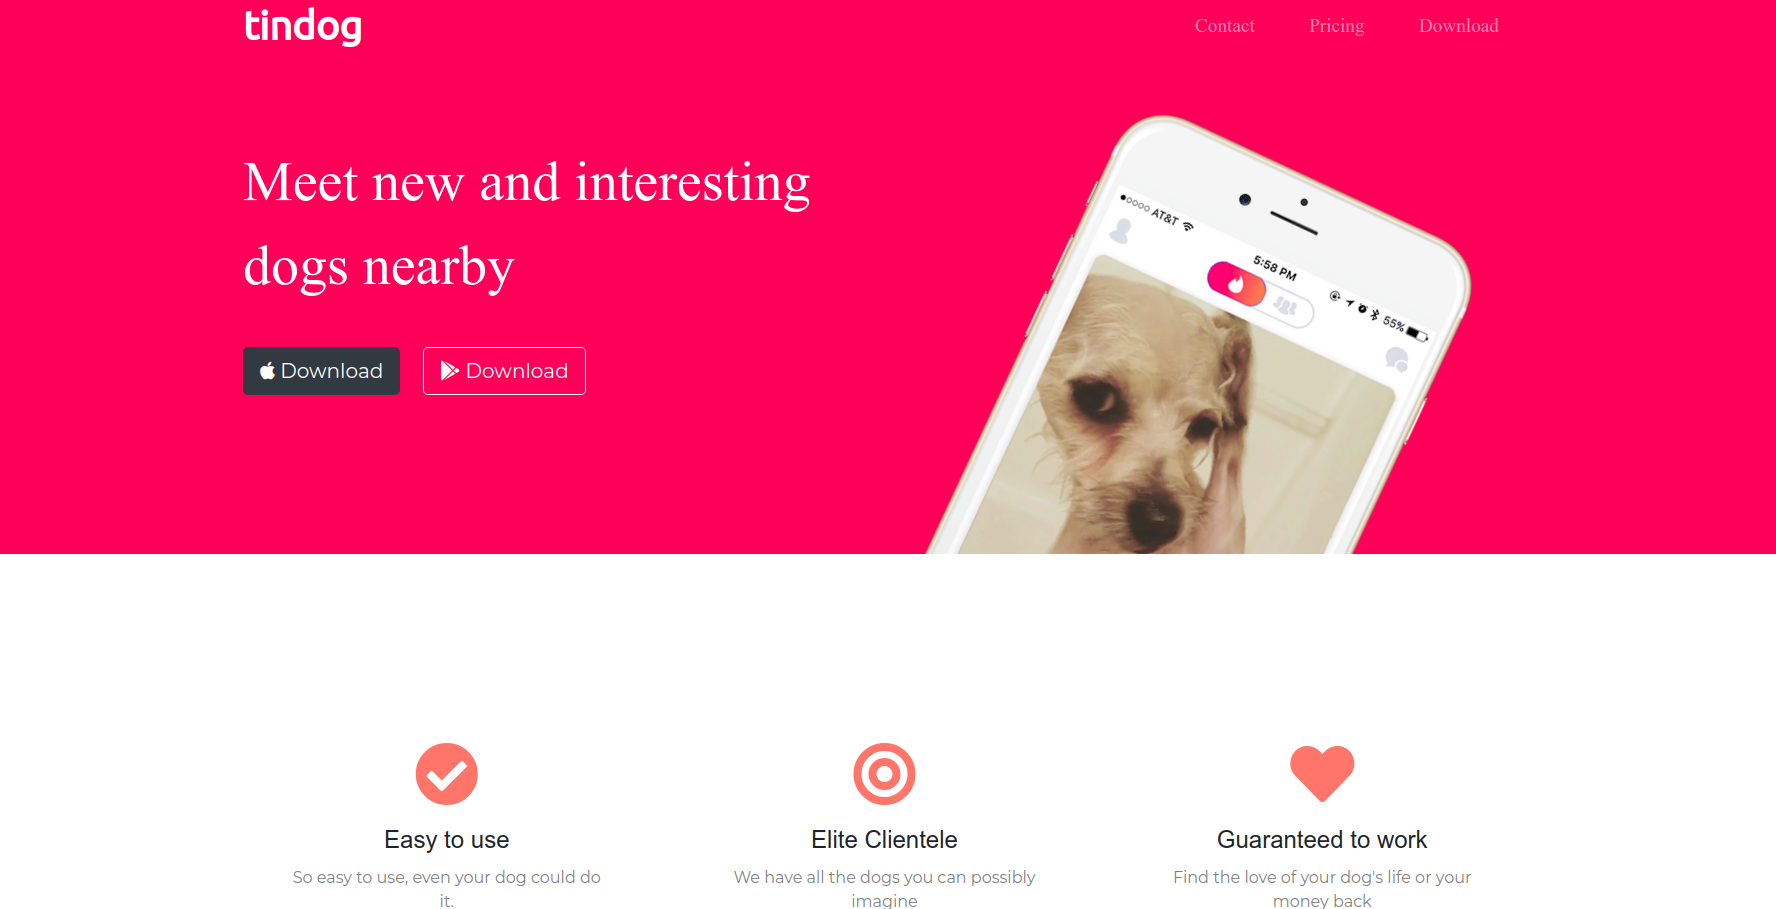 tindog
Contact Pricing Download
Meet new and interesting
dogs nearby
Download Download
AT&T
5:58 PM
55%
Easy to use
So easy to use, even your dog could do
it.
Elite Clientele
We have all the dogs you can possibly
imagine
Guaranteed to work
Find the love of your dog's life or your
money back